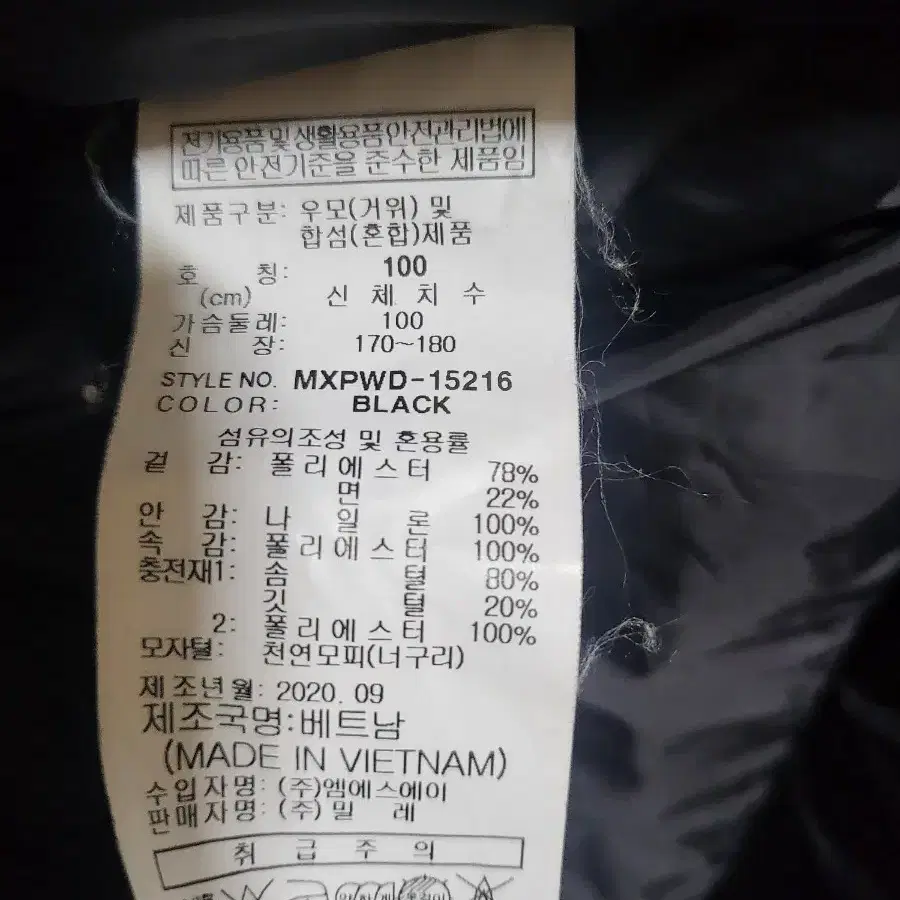 전기용품 및 생활용품 안전관리법에
따른 안전기준을 준수한 제품임
제품구분: 우모(거위) 및
합섬(혼합)제품
호 칭: 100
(cm) 신 체 치 수
가슴둘레: 100
신 장: 170~180
STYLE NO. MXPWD-15216
COLOR: BLACK
섬유의조성 및 혼용률
겉 감: 폴리에스터 78%
면 22%
안 감: 나 일 론 100%
속 감: 폴리에스터 100%
충전재1: 솜 털 80%
깃 털 20%
2: 폴리에스터 100%
모자털: 천연모피(너구리)
제조년월: 2020. 09
제조국명:베트남
(MADE IN VIETNAM)
수입자명: (주)엠에스에이
판매자명: (주) 밀 레
취 급 주 의